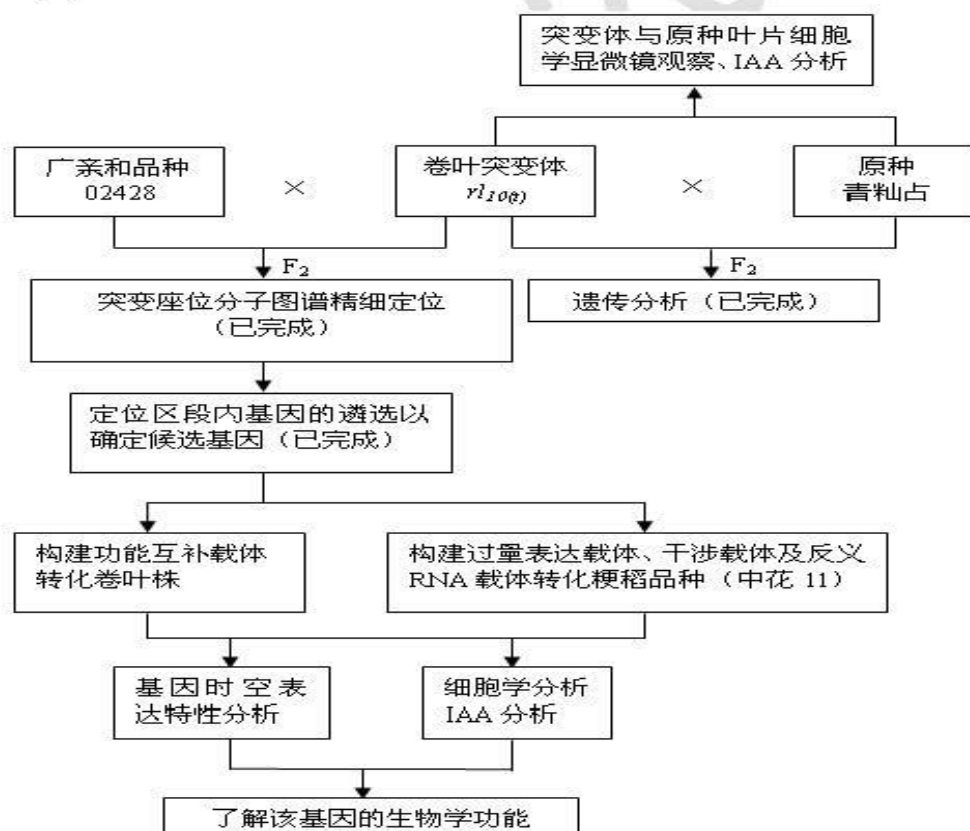 突变体与原种叶片细胞
学显微镜观察、IAA 分析
广亲和品种
02428
×
卷叶突变体
rl10(t)
×
原种
青籼占
F2
突变座位分子图谱精细定位
(已完成)
F2
遗传分析(已完成)
定位区段内基因的遴选以
确定候选基因(已完成)
构建功能互补载体
转化卷叶株
构建过量表达载体、干涉载体及反义
RNA 载体转化粳稻品种(中花 11)
基因时空表
达特性分析
细胞学分析
IAA 分析
了解该基因的生物学功能